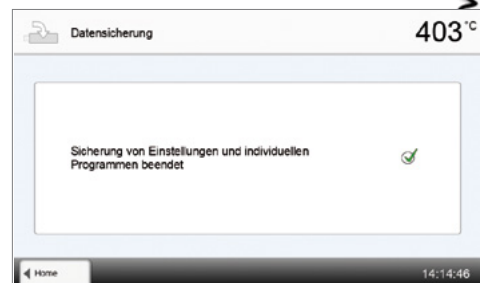 Datensicherung
403 °C
Sicherung von Einstellungen und individuellen
Programmen beendet
Home
14:14:46